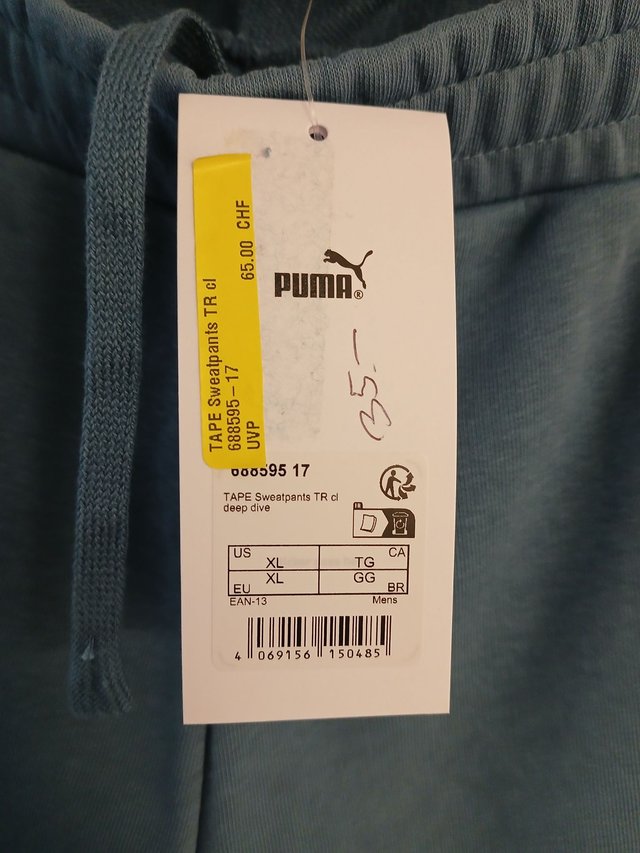 TAPE Sweatpants TR cl
688595-17
UVP 65.00 CHF
PUMA®
35.-
688595 17
TAPE Sweatpants TR cl
deep dive
US XL TG CA
EU XL GG BR
EAN-13 Mens
4 069156 150485